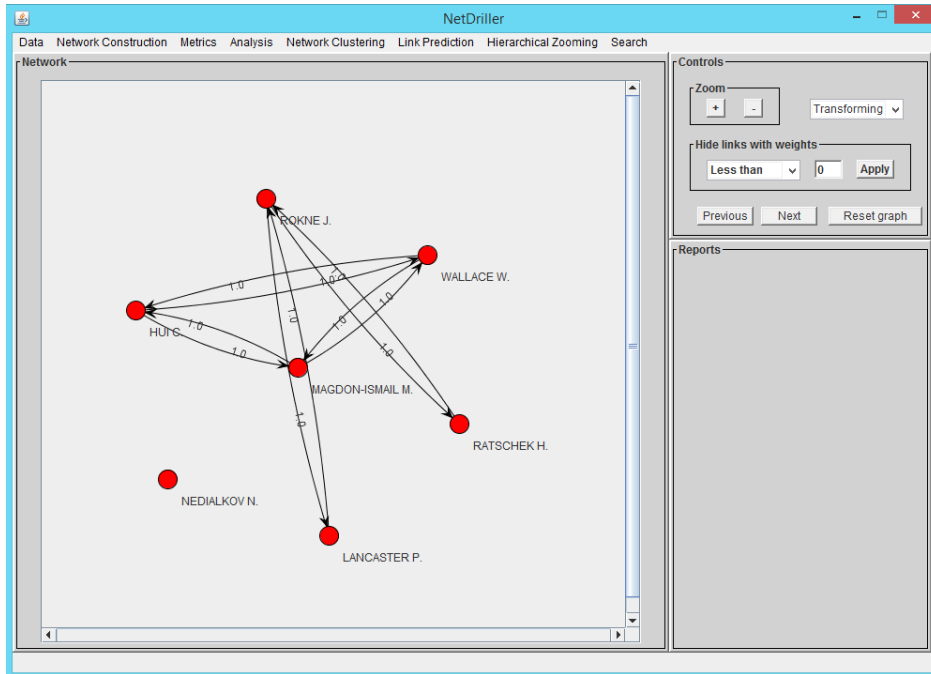 NetDriller
Data Network Construction Metrics Analysis Network Clustering Link Prediction Hierarchical Zooming Search
Network
Controls
Zoom
+ -
Transforming
Hide links with weights
Less than 0 Apply
Previous Next Reset graph
Reports
ROKNE J.
WALLACE W.
1.0
1.0
1.0
HUI C.
1.0
1.0
1.0
1.0
1.0
1.0
MAGDON-ISMAIL M.
1.0
RATSCHEK H.
NEDIALKOV N.
LANCASTER P.